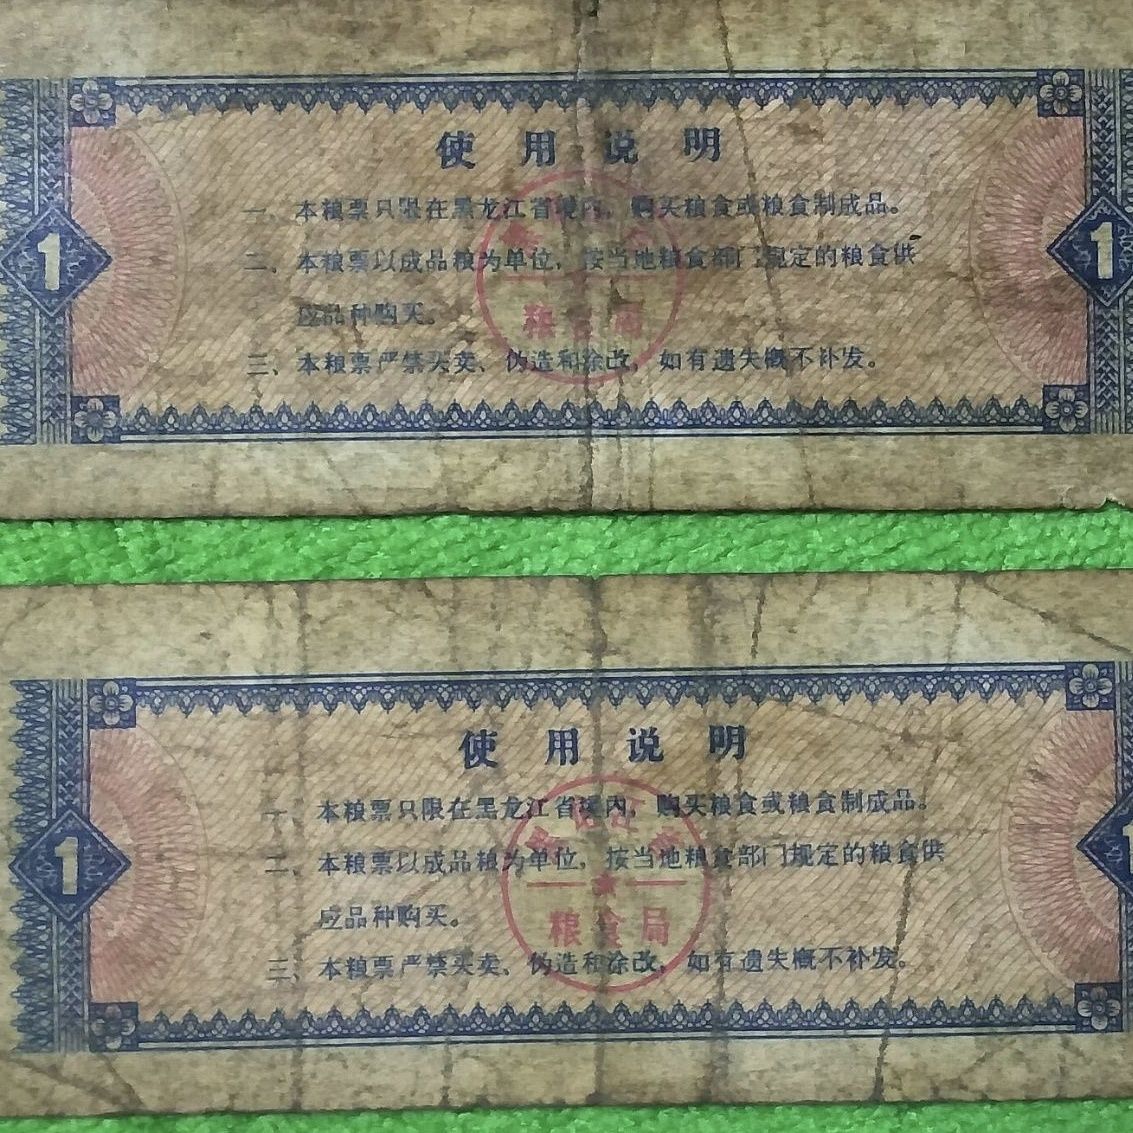 使用说明
一、本粮票只限在黑龙江省境内，购买粮食或粮食制成品。
二、本粮票以成品粮为单位，按当地粮食部门规定的粮食供
应品种购买。
三、本粮票严禁买卖、伪造和涂改，如有遗失概不补发。
粮食局
1
1
使用说明
一、本粮票只限在黑龙江省境内，购买粮食或粮食制成品。
二、本粮票以成品粮为单位，按当地粮食部门规定的粮食供
应品种购买。
三、本粮票严禁买卖、伪造和涂改，如有遗失概不补发。
黑龙江省
粮食局
1
1